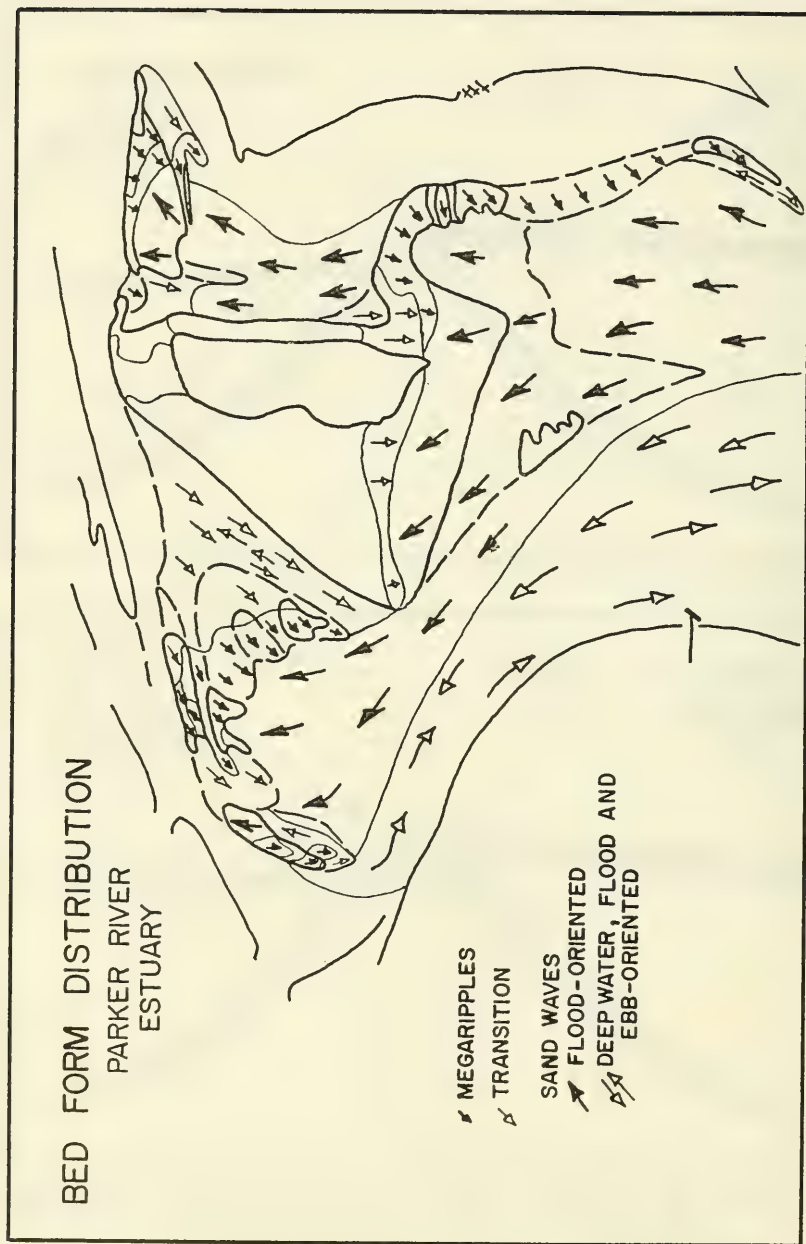 BED FORM DISTRIBUTION
PARKER RIVER
ESTUARY
MEGARIPPLES
TRANSITION
SAND WAVES
FLOOD-ORIENTED
DEEP WATER, FLOOD AND
EBB-ORIENTED